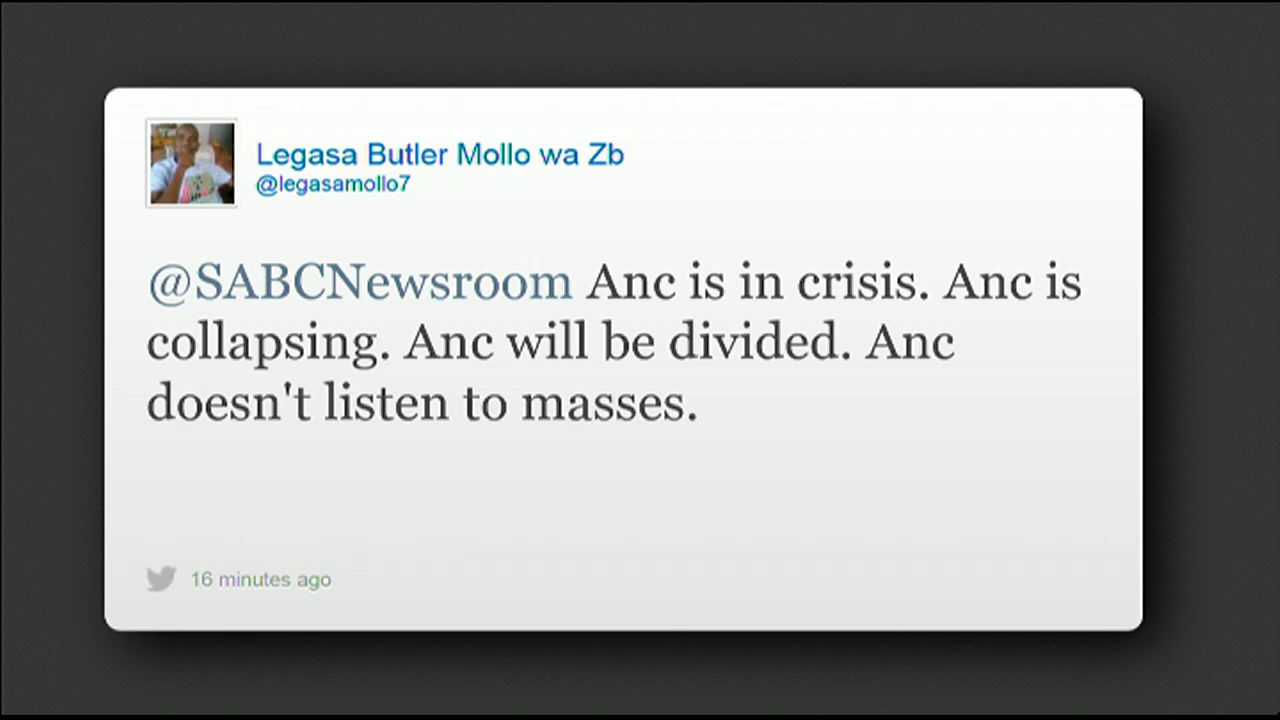 Legasa Butler Mollo wa Zb
@legasamollo7
@SABCNewsroom Anc is in crisis. Anc is
collapsing. Anc will be divided. Anc
doesn't listen to masses.
16 minutes ago